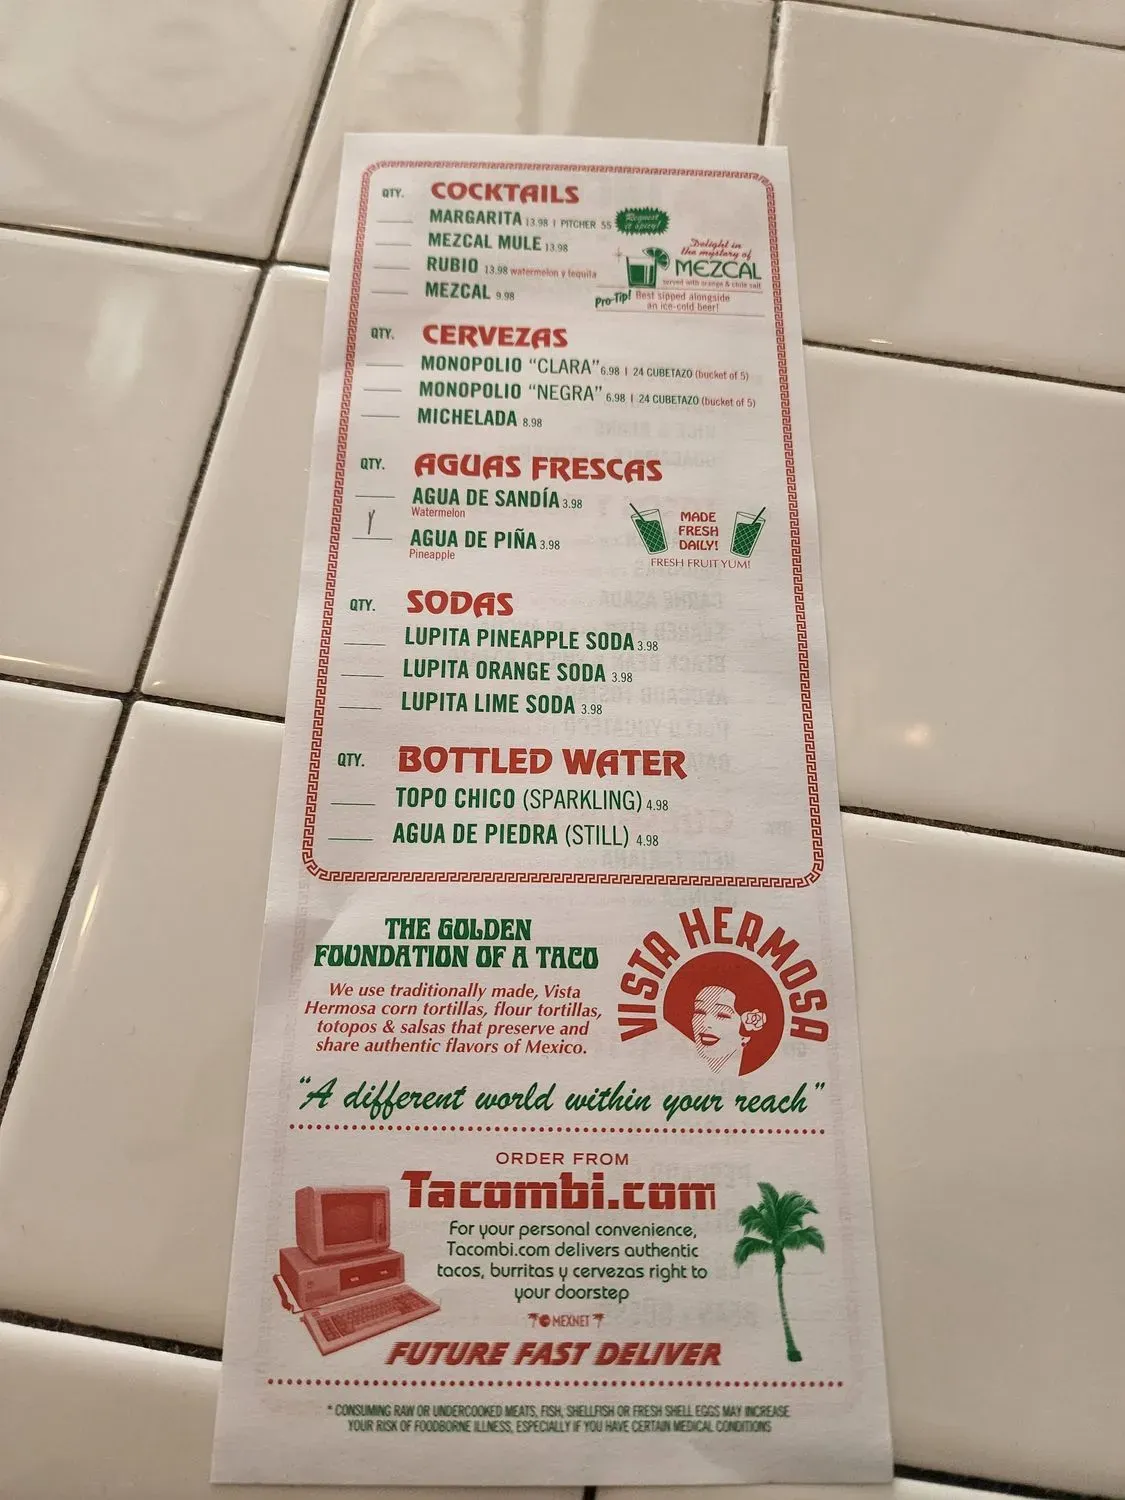 QTY. COCKTAILS
MARGARITA 13.98 | PITCHER 55 Request it Spicy!
MEZCAL MULE 13.98
RUBIO 13.98 watermelon y tequila
MEZCAL 9.98
Delight in
the mystery of
MEZCAL
served with orange & chile salt
Pro-Tip! Best sipped alongside
an ice-cold beer!
QTY. CERVEZAS
MONOPOLIO “CLARA” 6.98 | 24 CUBETAZO (bucket of 5)
MONOPOLIO “NEGRA” 6.98 | 24 CUBETAZO (bucket of 5)
MICHELADA 8.98
QTY. AGUAS FRESCAS
AGUA DE SANDÍA 3.98
Watermelon
AGUA DE PIÑA 3.98
Pineapple
MADE
FRESH
DAILY!
FRESH FRUIT YUM!
QTY. SODAS
LUPITA PINEAPPLE SODA 3.98
LUPITA ORANGE SODA 3.98
LUPITA LIME SODA 3.98
QTY. BOTTLED WATER
TOPO CHICO (SPARKLING) 4.98
AGUA DE PIEDRA (STILL) 4.98
THE GOLDEN
FOUNDATION OF A TACO
We use traditionally made, Vista
Hermosa corn tortillas, flour tortillas,
totopos & salsas that preserve and
share authentic flavors of Mexico.
VISTA HERMOSA
“A different world within your reach”
ORDER FROM
Tacombi.com
For your personal convenience,
Tacombi.com delivers authentic
tacos, burritas y cervezas right to
your doorstep
MEXNET
FUTURE FAST DELIVER
* CONSUMING RAW OR UNDERCOOKED MEATS, FISH, SHELLFISH OR FRESH SHELL EGGS MAY INCREASE
YOUR RISK OF FOODBORNE ILLNESS, ESPECIALLY IF YOU HAVE CERTAIN MEDICAL CONDITIONS